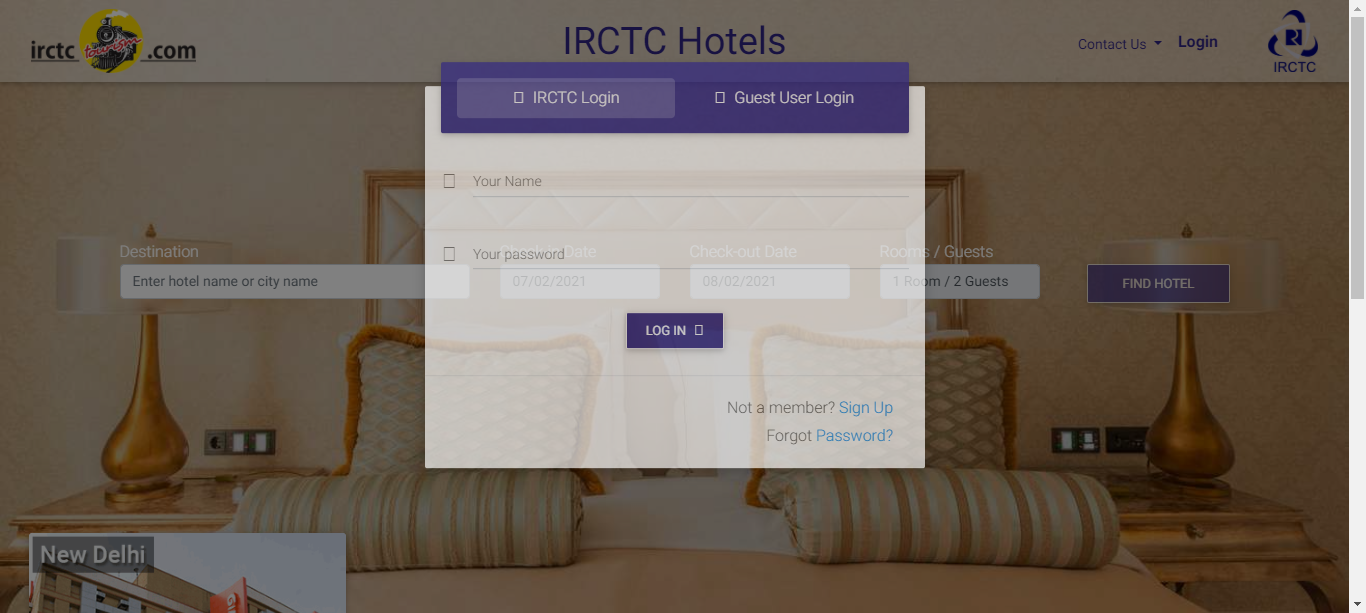 irctc tourism .com
IRCTC Hotels
Contact Us
Login
IRCTC
IRCTC Login
Guest User Login
Your Name
Destination
Check-in Date
Check-out Date
Rooms / Guests
Your password
Enter hotel name or city name
07/02/2021
08/02/2021
1 Room / 2 Guests
FIND HOTEL
LOG IN
Not a member? Sign Up
Forgot Password?
New Delhi